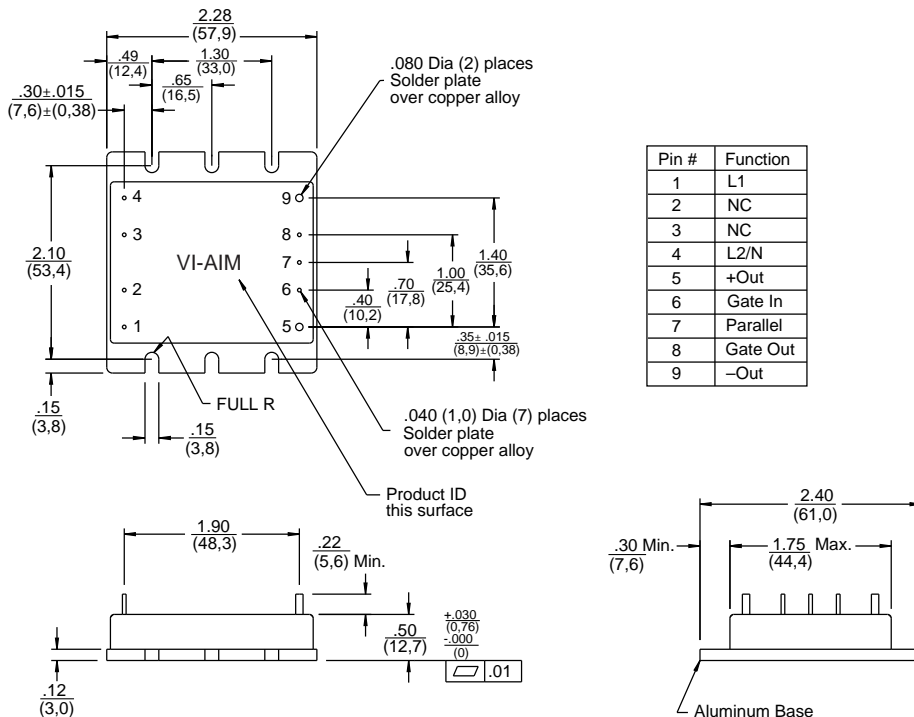 2.28
(57,9)
.49
(12,4)
1.30
(33,0)
.65
(16,5)
.30±.015
(7,6)±(0,38)
.080 Dia (2) places
Solder plate
over copper alloy
4
3
2
1
9
8
7
6
5
VI-AIM
2.10
(53,4)
1.40
(35,6)
1.00
(25,4)
.70
(17,8)
.40
(10,2)
.35± .015
(8,9)±(0,38)
.15
(3,8)
FULL R
.15
(3,8)
.040 (1,0) Dia (7) places
Solder plate
over copper alloy
Product ID
this surface
Pin # Function
1 L1
2 NC
3 NC
4 L2/N
5 +Out
6 Gate In
7 Parallel
8 Gate Out
9 –Out
1.90
(48,3)
.22
(5,6) Min.
.50
(12,7)
+.030
(0,76)
-.000
(0)
.01
.12
(3,0)
2.40
(61,0)
.30 Min.
(7,6)
1.75 Max.
(44,4)
Aluminum Base